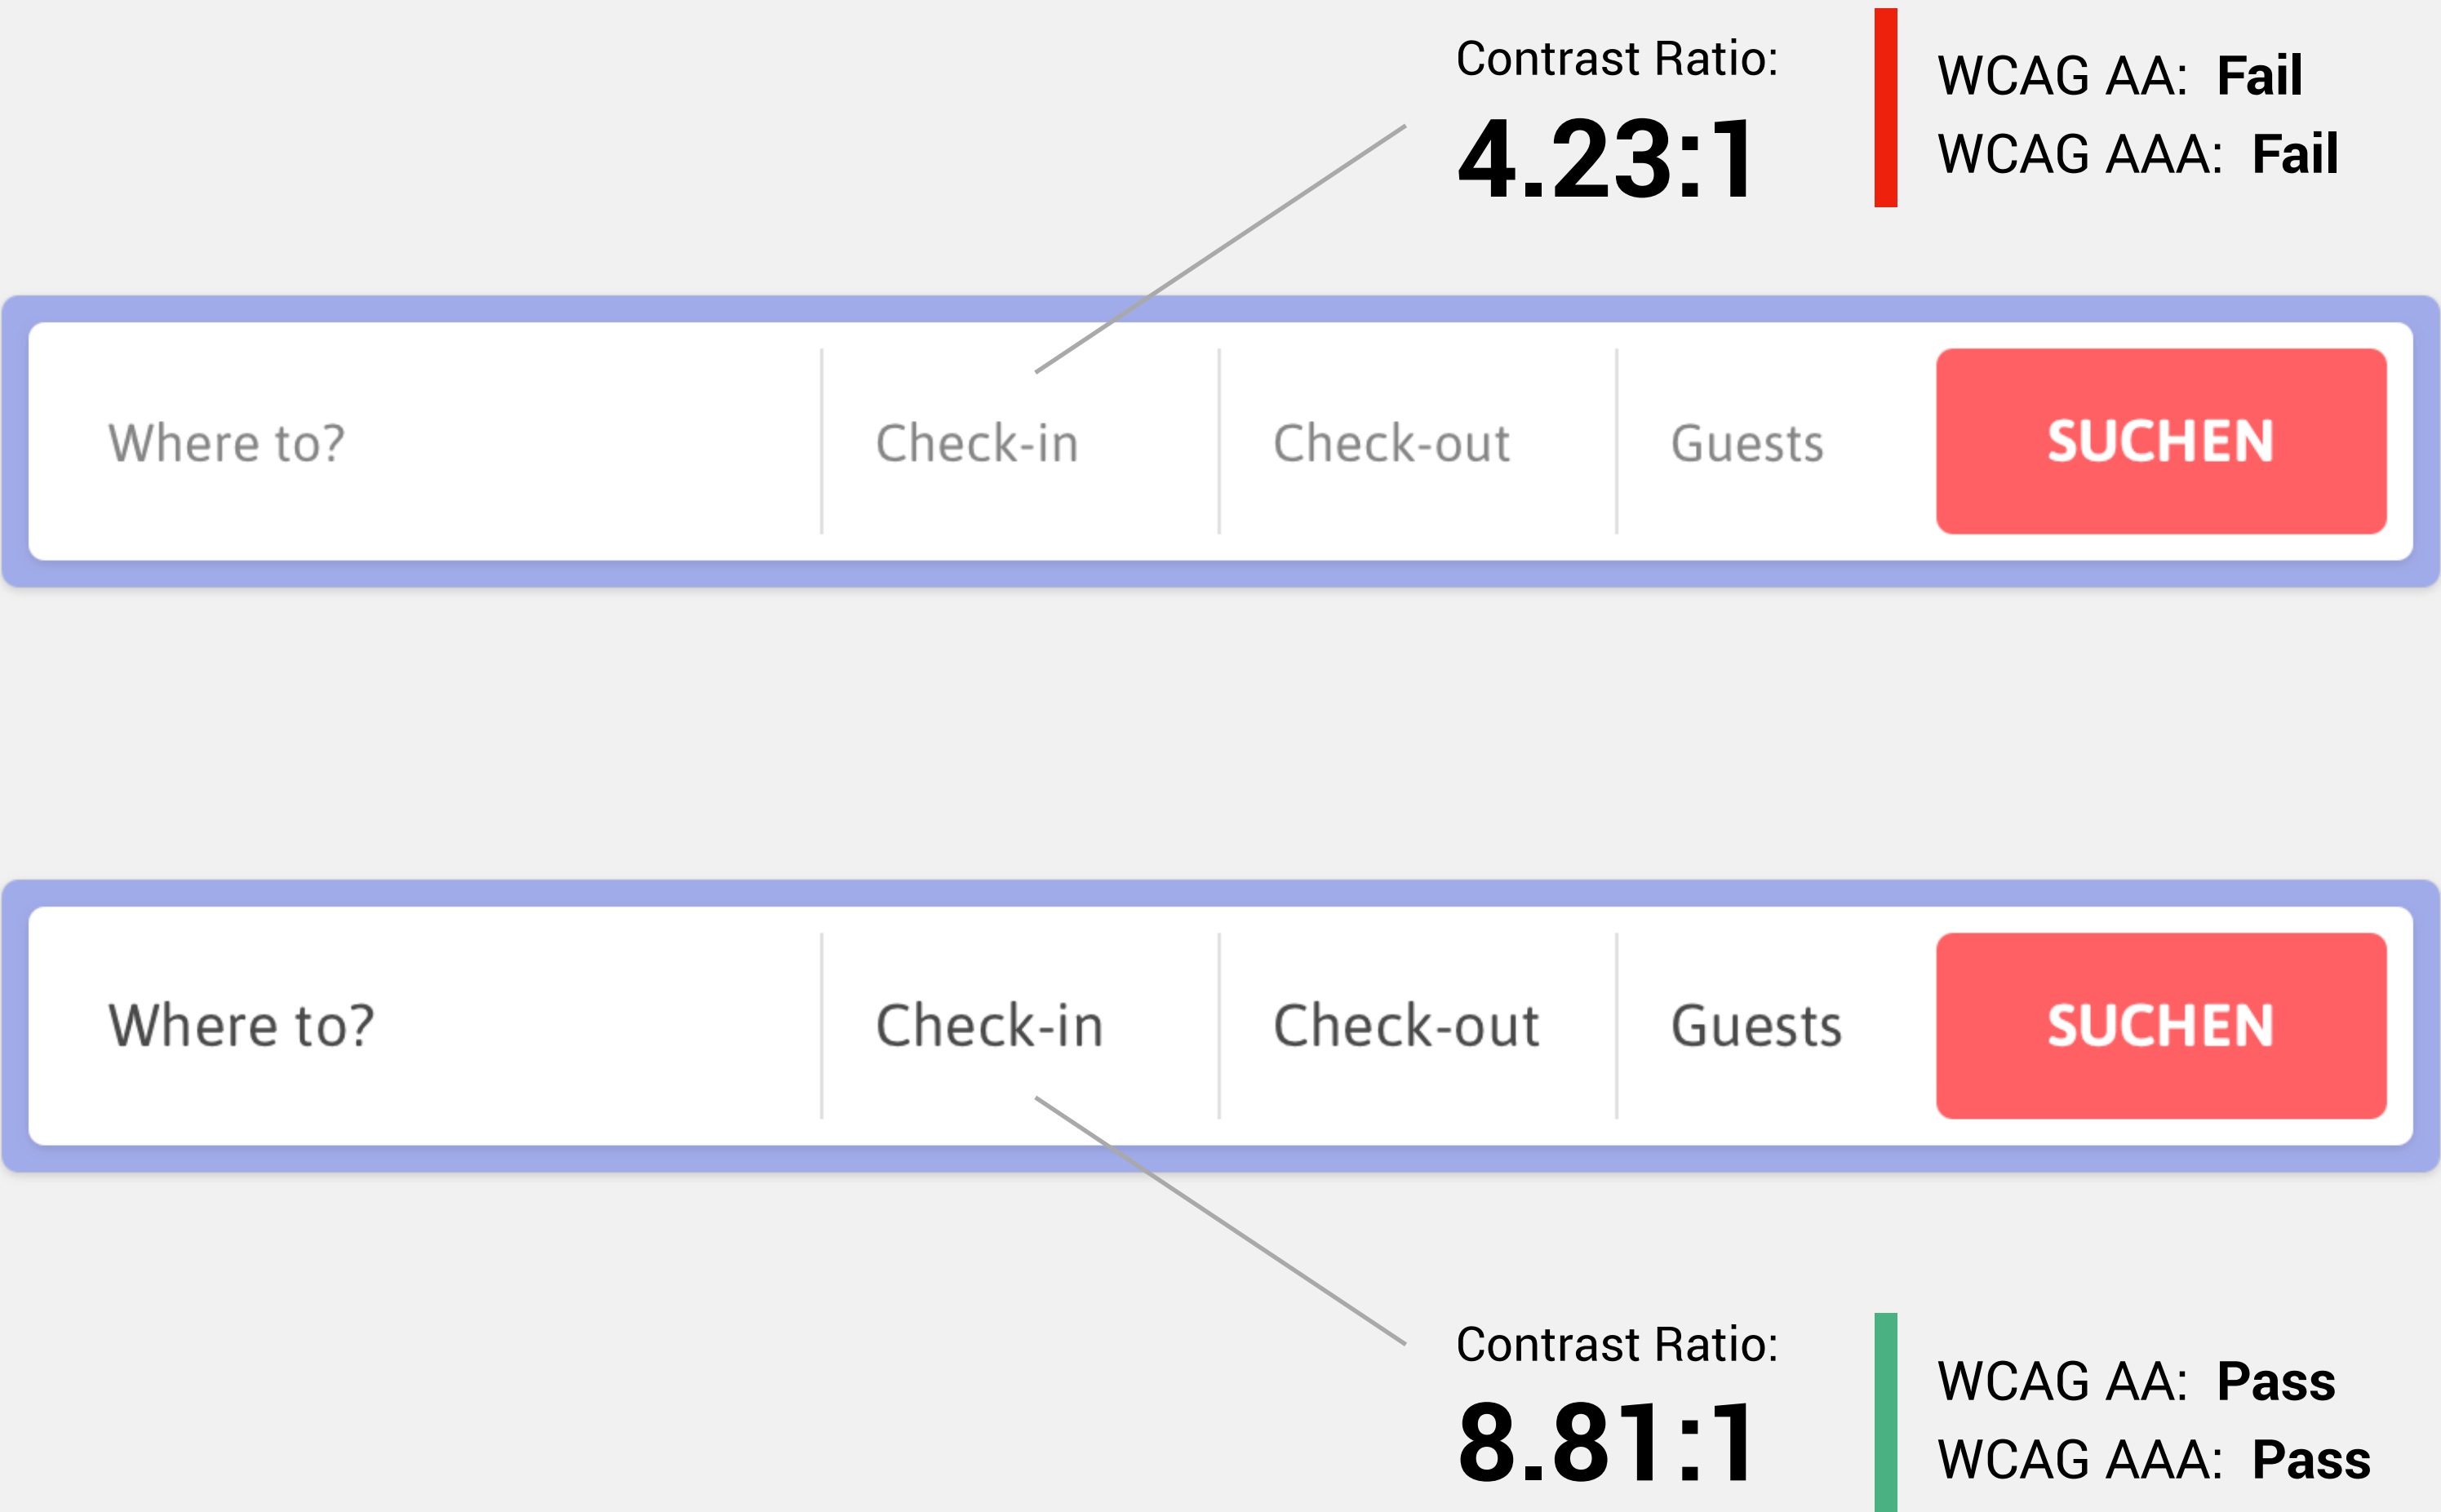 Contrast Ratio:
4.23:1
WCAG AA: Fail
WCAG AAA: Fail
Where to? Check-in Check-out Guests SUCHEN
Where to? Check-in Check-out Guests SUCHEN
Contrast Ratio:
8.81:1
WCAG AA: Pass
WCAG AAA: Pass